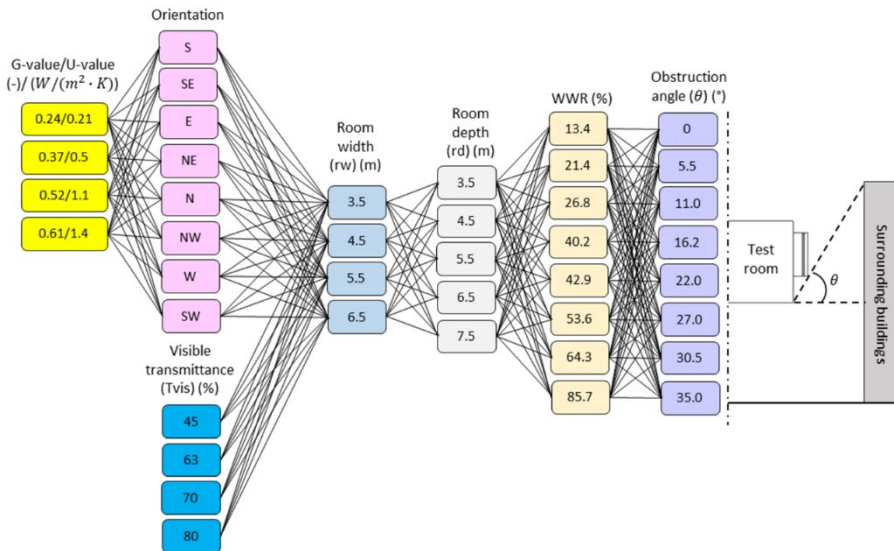 Orientation
S
SE
E
NE
N
NW
W
SW
G-value/U-value
(-)/ (W/(m² · K))
0.24/0.21
0.37/0.5
0.52/1.1
0.61/1.4
Visible
transmittance
(Tvis) (%)
45
63
70
80
Room
width
(rw) (m)
3.5
4.5
5.5
6.5
Room
depth
(rd) (m)
3.5
4.5
5.5
6.5
7.5
WWR (%)
13.4
21.4
26.8
40.2
42.9
53.6
64.3
85.7
Obstruction
angle (θ) (°)
0
5.5
11.0
16.2
22.0
27.0
30.5
35.0
Test
room
θ
Surrounding buildings